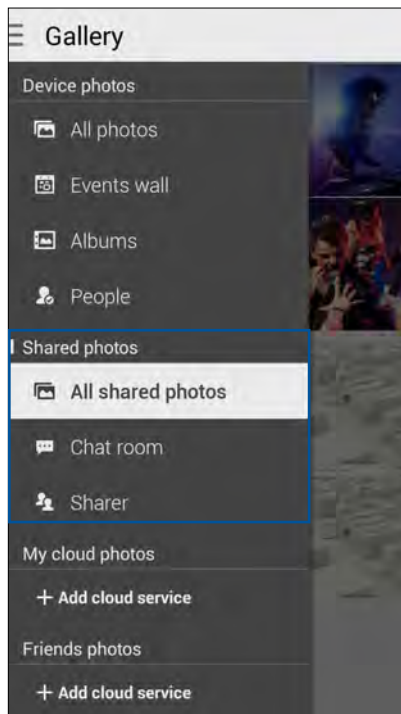 Gallery
Device photos
All photos
Events wall
Albums
People
Shared photos
All shared photos
Chat room
Sharer
My cloud photos
+ Add cloud service
Friends photos
+ Add cloud service